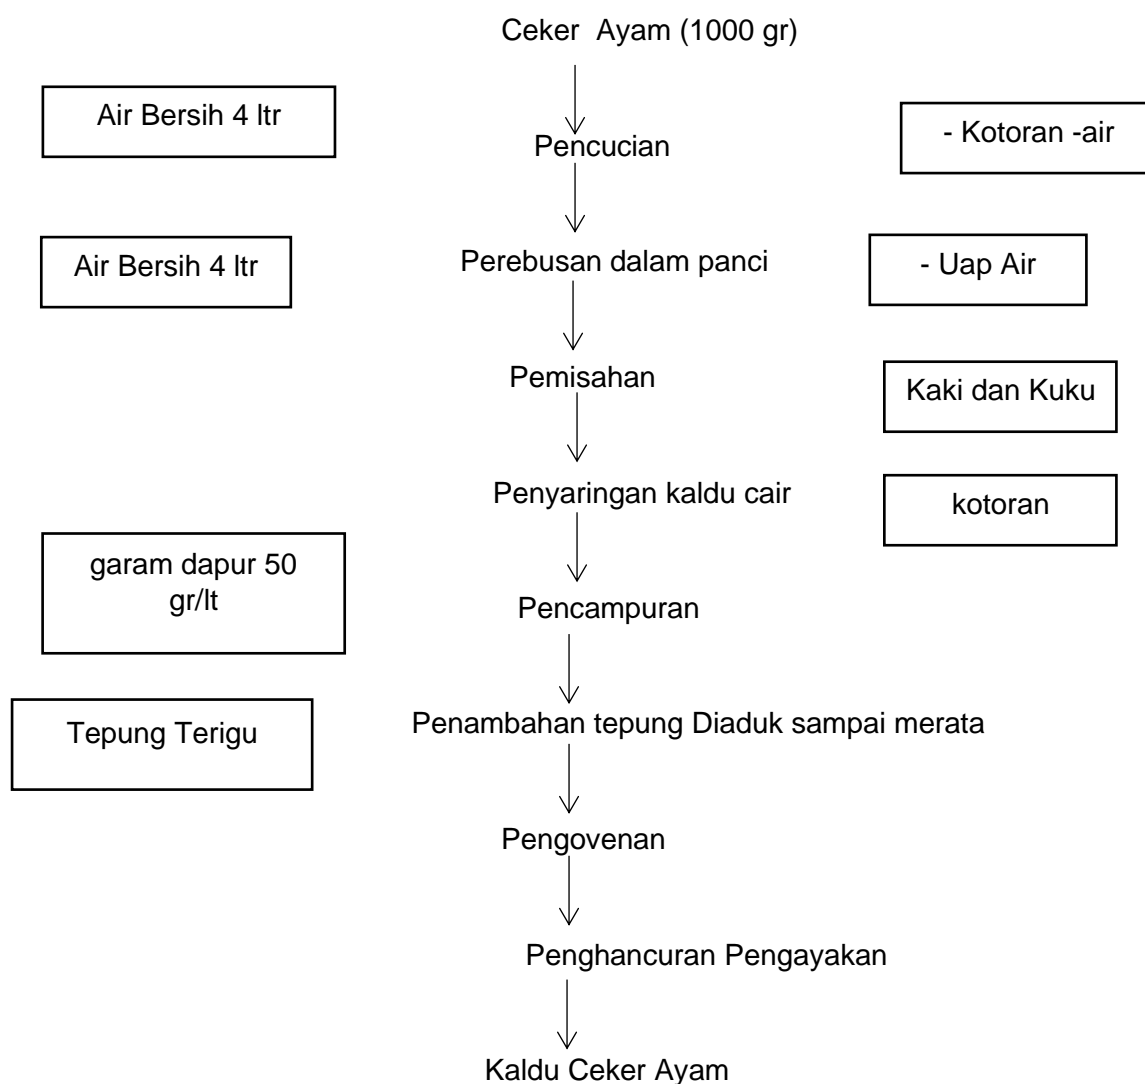 Ceker  Ayam (1000 gr)
Air Bersih 4 ltr
Pencucian
- Kotoran -air
Air Bersih 4 ltr
Perebusan dalam panci
- Uap Air
Pemisahan
Kaki dan Kuku
Penyaringan kaldu cair
kotoran
garam dapur 50
gr/lt
Pencampuran
Tepung Terigu
Penambahan tepung Diaduk sampai merata
Pengovenan
Penghancuran Pengayakan
Kaldu Ceker Ayam